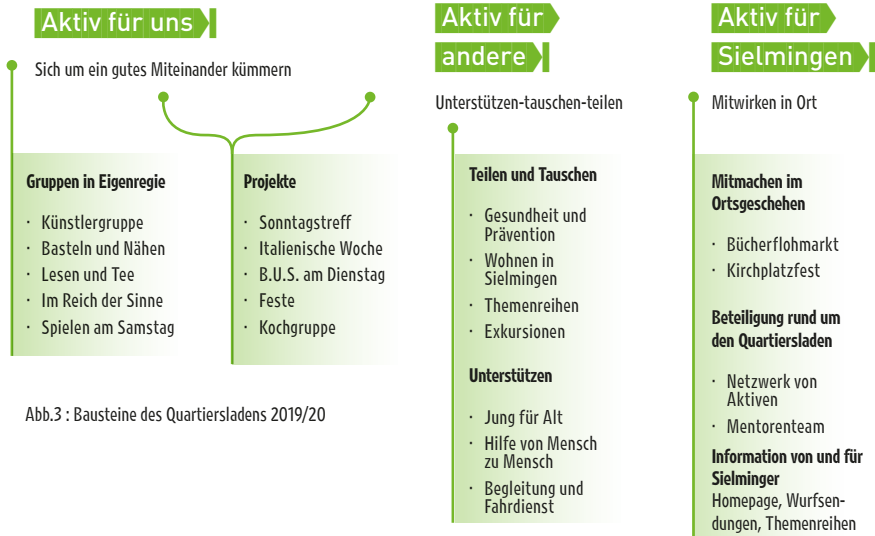 Aktiv für uns
Sich um ein gutes Miteinander kümmern
Gruppen in Eigenregie
· Künstlergruppe
· Basteln und Nähen
· Lesen und Tee
· Im Reich der Sinne
· Spielen am Samstag
Projekte
· Sonntagstreff
· Italienische Woche
· B.U.S. am Dienstag
· Feste
· Kochgruppe
Abb.3 : Bausteine des Quartiersladens 2019/20
Aktiv für
andere
Unterstützen-tauschen-teilen
Teilen und Tauschen
· Gesundheit und
Prävention
· Wohnen in
Sielmingen
· Themenreihen
· Exkursionen
Unterstützen
· Jung für Alt
· Hilfe von Mensch
zu Mensch
· Begleitung und
Fahrdienst
Aktiv für
Sielmingen
Mitwirken in Ort
Mitmachen im
Ortsgeschehen
· Bücherflohmarkt
· Kirchplatzfest
Beteiligung rund um
den Quartiersladen
· Netzwerk von
Aktiven
· Mentorenteam
Information von und für
Sielminger
Homepage, Wurfsen-
dungen, Themenreihen